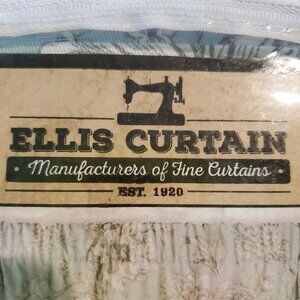 ELLIS CURTAIN
Manufacturers of Fine Curtains
EST. 1920